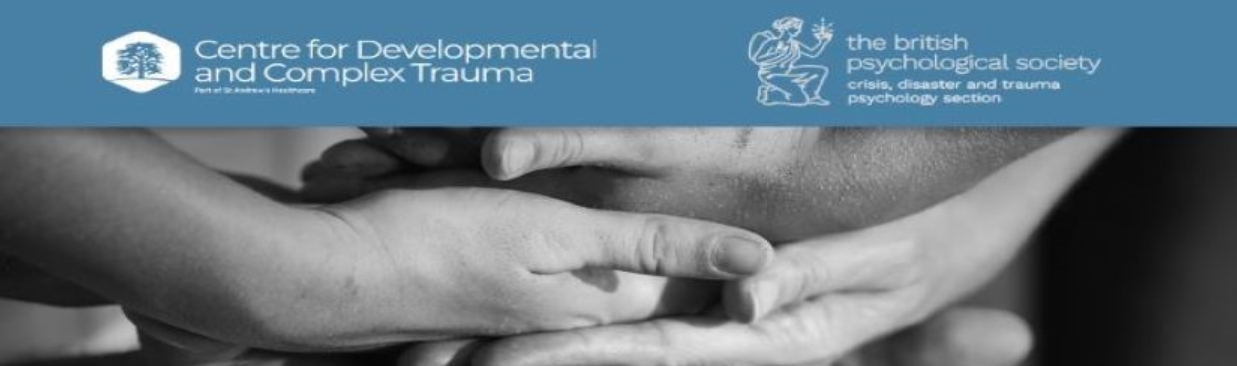 Centre for Developmental
and Complex Trauma
Part of St Andrew's Healthcare
the british
psychological society
crisis, disaster and trauma
psychology section